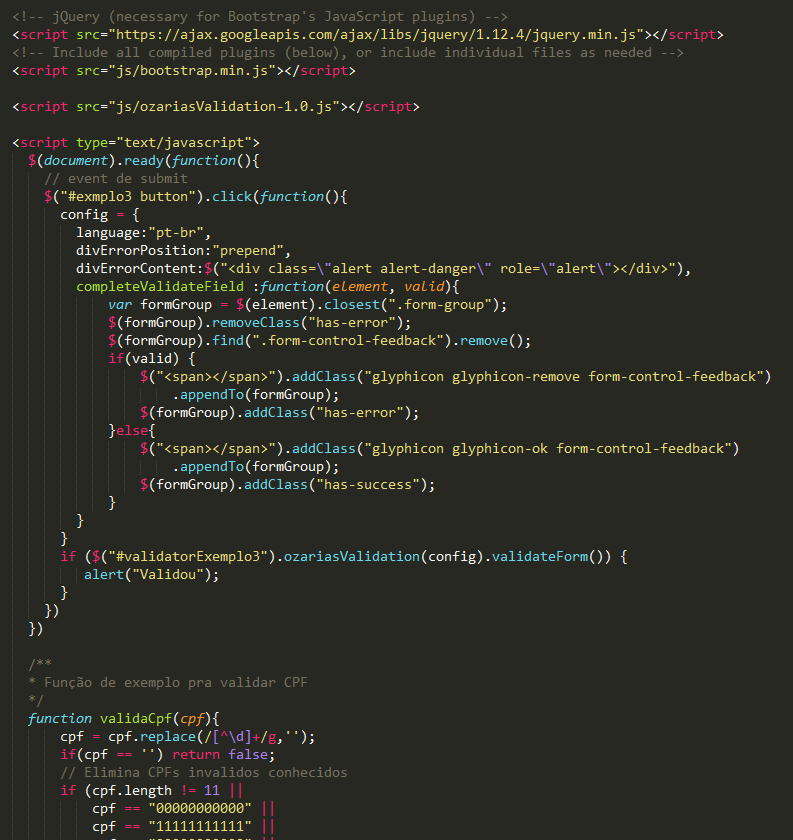 <!-- jQuery (necessary for Bootstrap's JavaScript plugins) -->
<script src="https://ajax.googleapis.com/ajax/libs/jquery/1.12.4/jquery.min.js"></script>
<!-- Include all compiled plugins (below), or include individual files as needed -->
<script src="js/bootstrap.min.js"></script>

<script src="js/ozariasValidation-1.0.js"></script>

<script type="text/javascript">
  $(document).ready(function(){
    // event de submit
    $("#exmplo3 button").click(function(){
      config = {
        language:"pt-br",
        divErrorPosition:"prepend",
        divErrorContent:$("<div class=\"alert alert-danger\" role=\"alert\"></div>"),
        completeValidateField :function(element, valid){
            var formGroup = $(element).closest(".form-group");
            $(formGroup).removeClass("has-error");
            $(formGroup).find(".form-control-feedback").remove();
            if(valid) {
                $("<span></span>").addClass("glyphicon glyphicon-remove form-control-feedback")
                    .appendTo(formGroup);
                $(formGroup).addClass("has-error");
            }else{
                $("<span></span>").addClass("glyphicon glyphicon-ok form-control-feedback")
                    .appendTo(formGroup);
                $(formGroup).addClass("has-success");
            }
        }
      }
      if ($("#validatorExemplo3").ozariasValidation(config).validateForm()) {
         alert("Validou");
      }
    })
  })

  /**
  * Função de exemplo pra validar CPF
  */
  function validaCpf(cpf){
      cpf = cpf.replace(/[^\d]+/g,'');
      if(cpf == '') return false;
      // Elimina CPFs invalidos conhecidos
      if (cpf.length != 11 ||
          cpf == "00000000000" ||
          cpf == "11111111111" ||